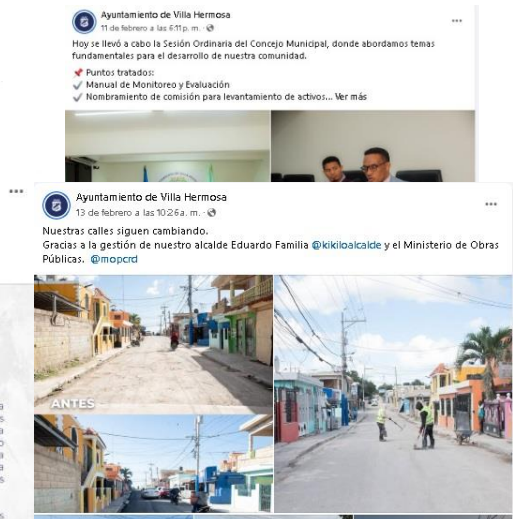 Ayuntamiento de Villa Hermosa
11 de febrero a las 6:11 p. m. ·
Hoy se llevó a cabo la Sesión Ordinaria del Concejo Municipal, donde abordamos temas
fundamentales para el desarrollo de nuestra comunidad.
📌 Puntos tratados:
✔️ Manual de Monitoreo y Evaluación
✔️ Nombramiento de comisión para levantamiento de activos... Ver más
Ayuntamiento de Villa Hermosa
13 de febrero a las 10:26 a. m. ·
Nuestras calles siguen cambiando.
Gracias a la gestión de nuestro alcalde Eduardo Familia @kikiloalcalde y el Ministerio de Obras
Públicas. @mopcrd
ANTES